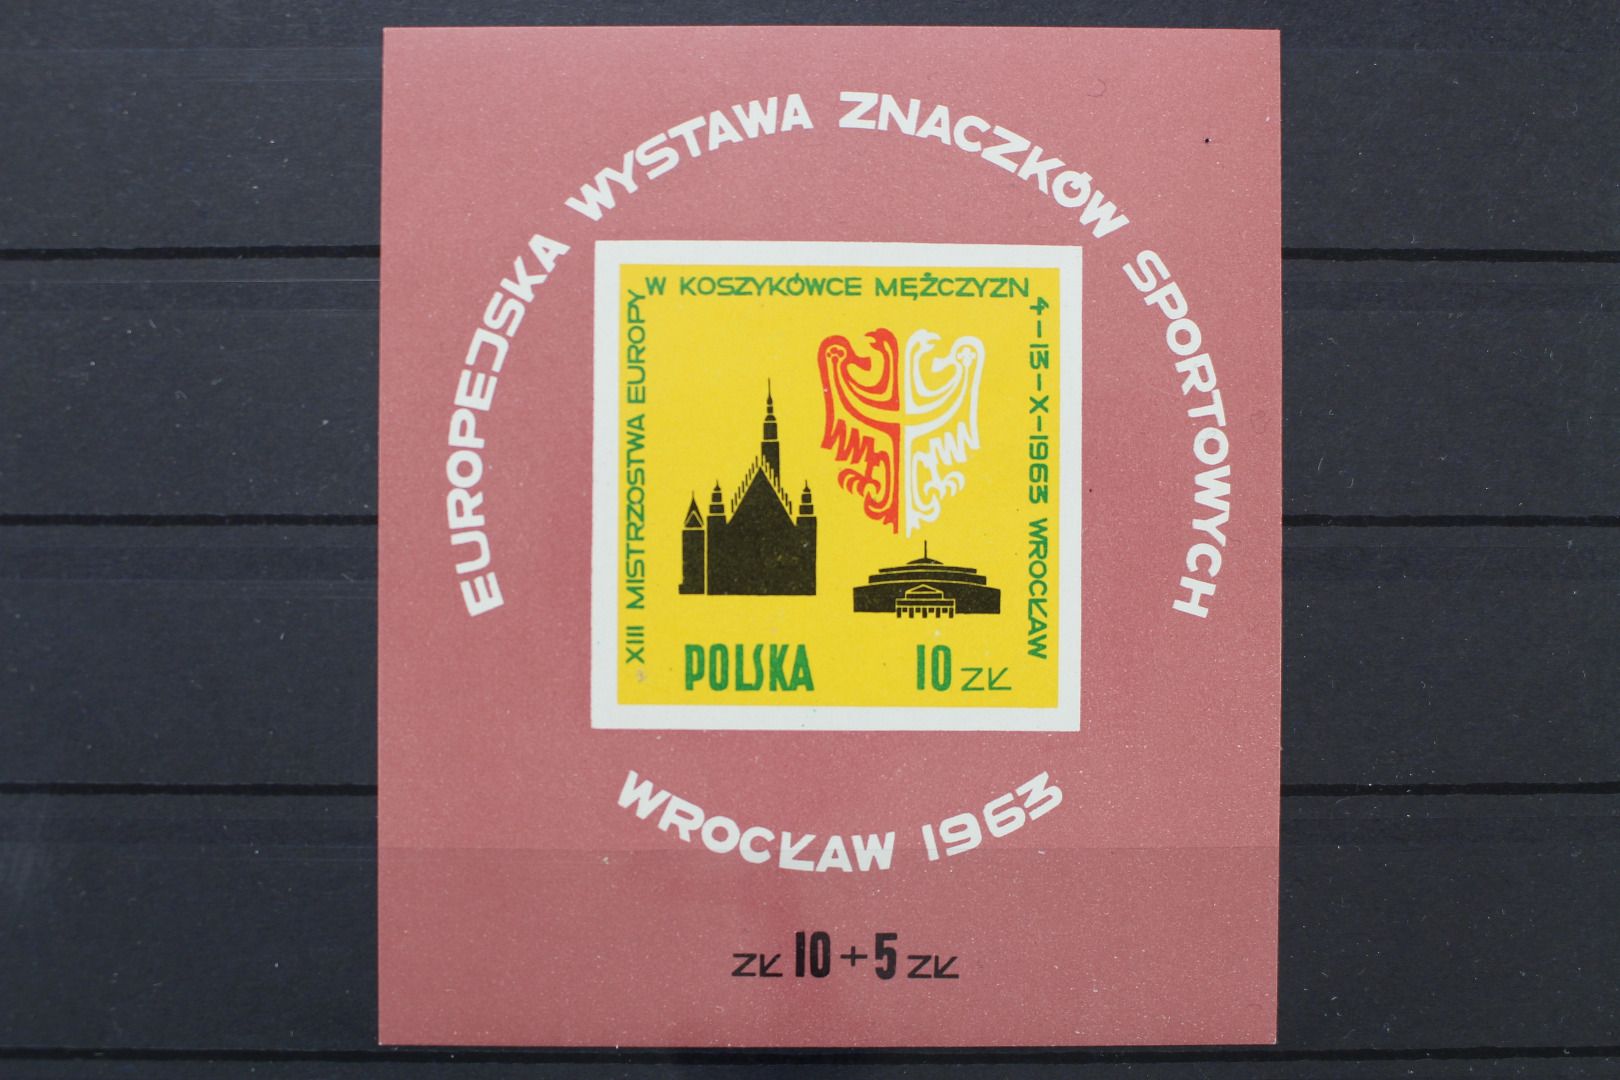 EUROPEJSKA WYSTAWA ZNACZKÓW SPORTOWYCH
XIII MISTRZOSTWA EUROPY
W KOSZYKÓWCE MĘŻCZYZN
4-13-X-1963 WROCŁAW
POLSKA 10 ZŁ
WROCŁAW 1963
ZŁ 10+5 ZŁ